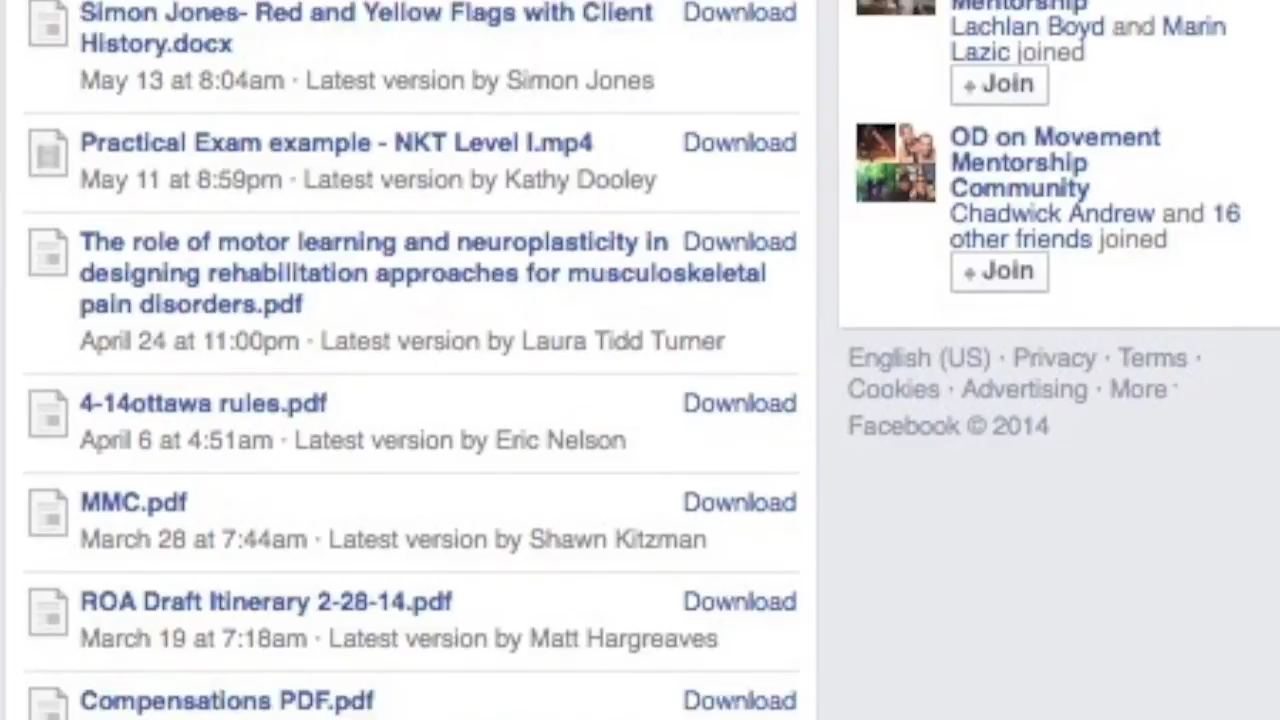 Simon Jones- Red and Yellow Flags with Client Download
History.docx
May 13 at 8:04am · Latest version by Simon Jones
Practical Exam example - NKT Level I.mp4 Download
May 11 at 8:59pm · Latest version by Kathy Dooley
The role of motor learning and neuroplasticity in Download
designing rehabilitation approaches for musculoskeletal
pain disorders.pdf
April 24 at 11:00pm · Latest version by Laura Tidd Turner
4-14ottawa rules.pdf Download
April 6 at 4:51am · Latest version by Eric Nelson
MMC.pdf Download
March 28 at 7:44am · Latest version by Shawn Kitzman
ROA Draft Itinerary 2-28-14.pdf Download
March 19 at 7:18am · Latest version by Matt Hargreaves
Compensations PDF.pdf Download
Mentorship
Lachlan Boyd and Marin
Lazic joined
+ Join
OD on Movement
Mentorship
Community
Chadwick Andrew and 16
other friends joined
+ Join
English (US) · Privacy · Terms ·
Cookies · Advertising · More
Facebook © 2014